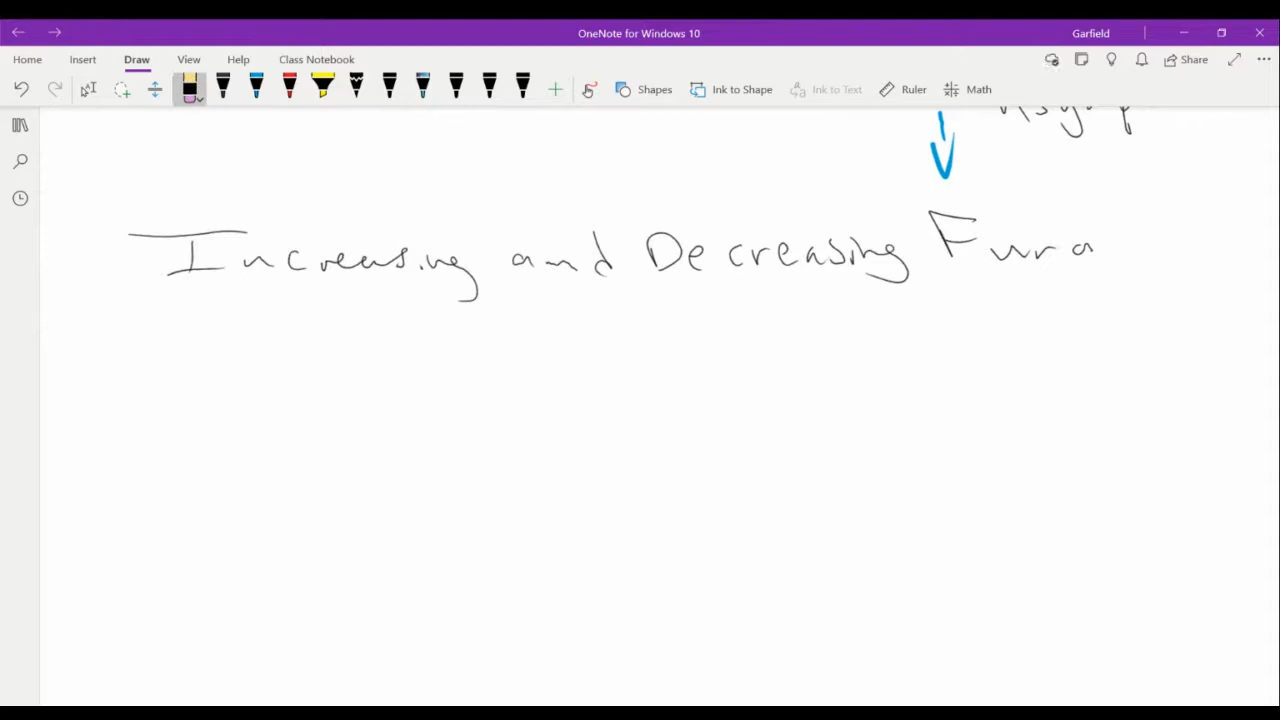 OneNote for Windows 10
Garfield
Home Insert Draw View Help Class Notebook
Share
Shapes Ink to Shape Ink to Text Ruler Math
Increasing and Decreasing